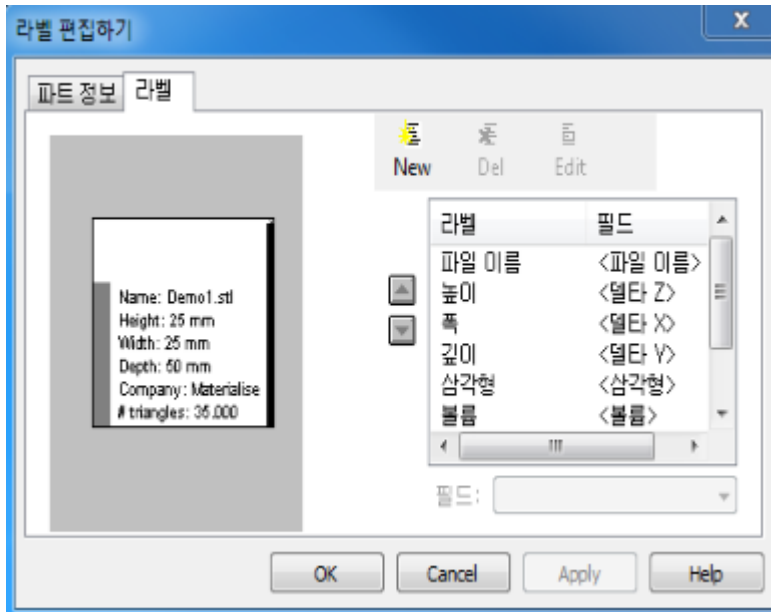 라벨 편집하기
x
파트 정보 라벨
New Del Edit
Name: Demo1.stl
Height: 25 mm
Width: 25 mm
Depth: 50 mm
Company: Materialise
# triangles: 35.000
라벨 필드
파일 이름 <파일 이름>
높이 <델타 Z>
폭 <델타 X>
깊이 <델타 Y>
삼각형 <삼각형>
볼륨 <볼륨>
필드:
OK Cancel Apply Help